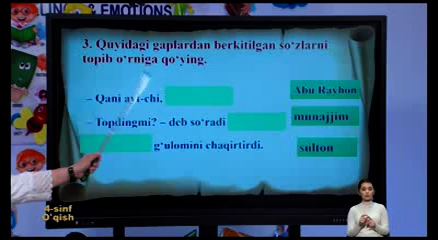 & EMOTIONS
3. Quyidagi gaplardan berkitilgan so‘zlarni
topib o‘rniga qo‘ying.
– Qani ayt-chi,
Abu Rayhon
– Topdingmi? – deb so‘radi
munajjim
g‘ulomini chaqirtirdi.
sulton
4-sinf
O‘qish